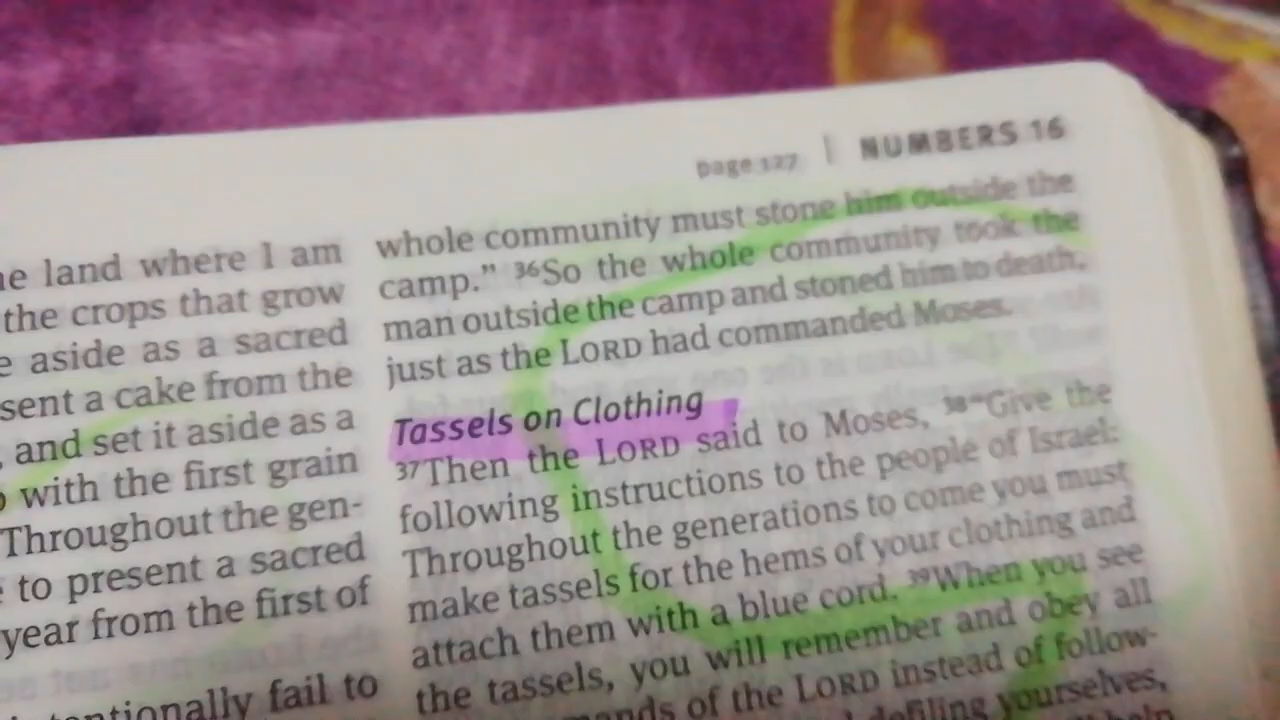 page 127 | NUMBERS 16
land where I am
the crops that grow
aside as a sacred
sent a cake from the
, and set it aside as a
with the first grain
Throughout the gen-
to present a sacred
year from the first of
fail to
whole community must stone him outside the
camp.” ³⁶So the whole community took the
man outside the camp and stoned him to death,
just as the LORD had commanded Moses.
Tassels on Clothing
³⁷Then the LORD said to Moses, ³⁸“Give the
following instructions to the people of Israel:
Throughout the generations to come you must
make tassels for the hems of your clothing and
attach them with a blue cord. ³⁹When you see
the tassels, you will remember and obey all
of the LORD instead of follow-
defiling yourselves,